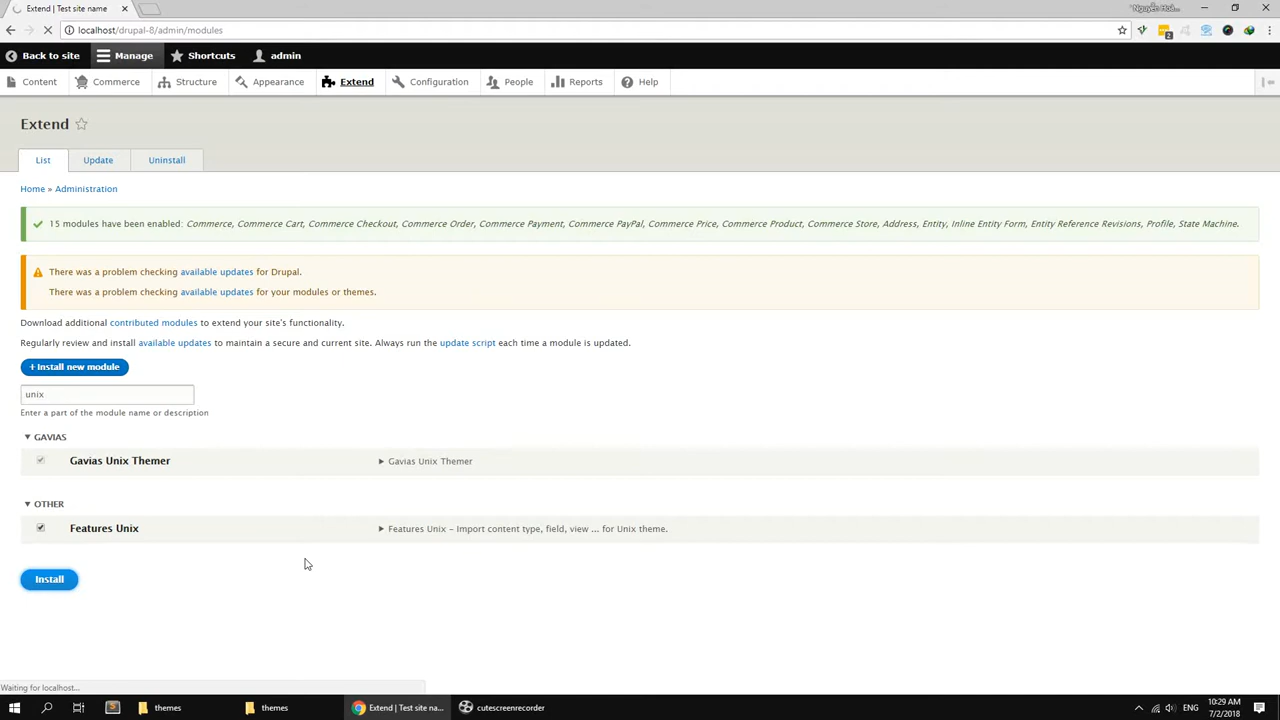 Extend | Test site name
localhost/drupal-8/admin/modules
2
Back to site
Manage
Shortcuts
admin
Content
Commerce
Structure
Appearance
Extend
Configuration
People
Reports
Help
Extend
List
Update
Uninstall
Home » Administration
15 modules have been enabled: Commerce, Commerce Cart, Commerce Checkout, Commerce Order, Commerce Payment, Commerce PayPal, Commerce Price, Commerce Product, Commerce Store, Address, Entity, Inline Entity Form, Entity Reference Revisions, Profile, State Machine.
There was a problem checking available updates for Drupal.
There was a problem checking available updates for your modules or themes.
Download additional contributed modules to extend your site's functionality.
Regularly review and install available updates to maintain a secure and current site. Always run the update script each time a module is updated.
+ Install new module
unix
Enter a part of the module name or description
GAVIAS
Gavias Unix Themer
Gavias Unix Themer
OTHER
Features Unix
Features Unix – Import content type, field, view ... for Unix theme.
Install
Waiting for localhost...
themes
themes
Extend | Test site na...
cutescreenrecorder
ENG
10:29 AM
7/2/2018